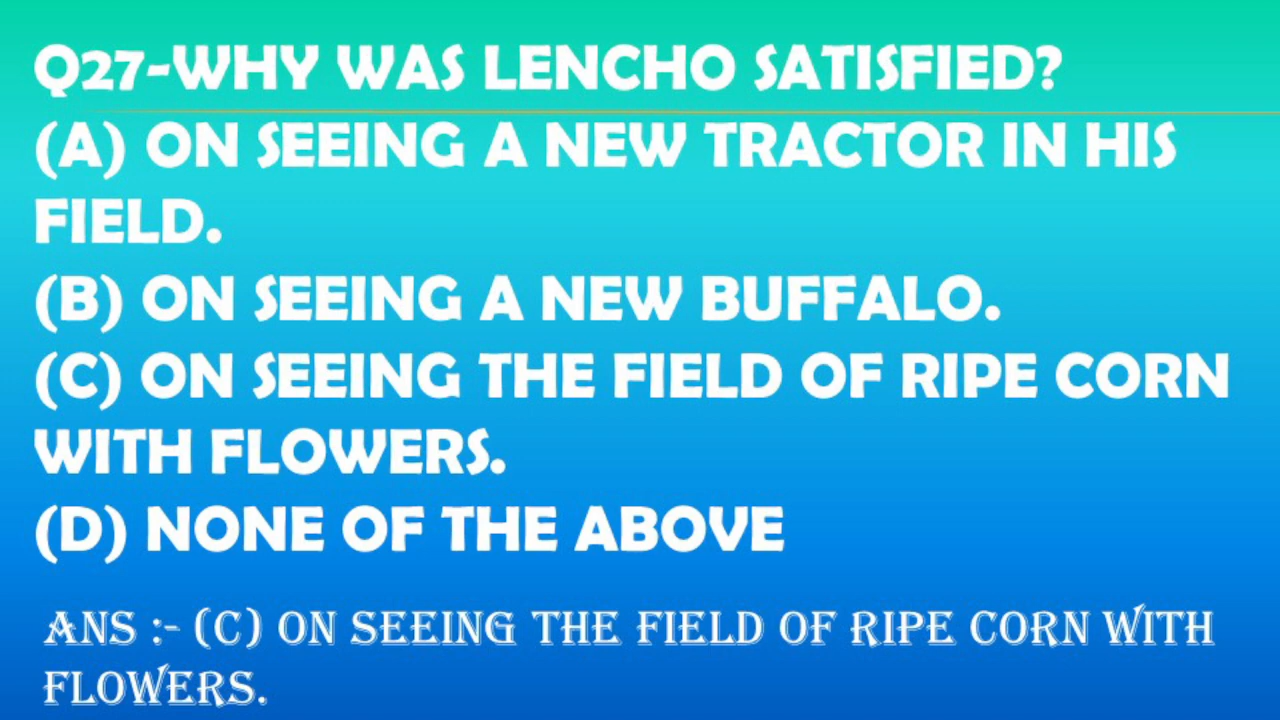 Q27-WHY WAS LENCHO SATISFIED?
(A) ON SEEING A NEW TRACTOR IN HIS
FIELD.
(B) ON SEEING A NEW BUFFALO.
(C) ON SEEING THE FIELD OF RIPE CORN
WITH FLOWERS.
(D) NONE OF THE ABOVE
ANS :- (C) ON SEEING THE FIELD OF RIPE CORN WITH
FLOWERS.